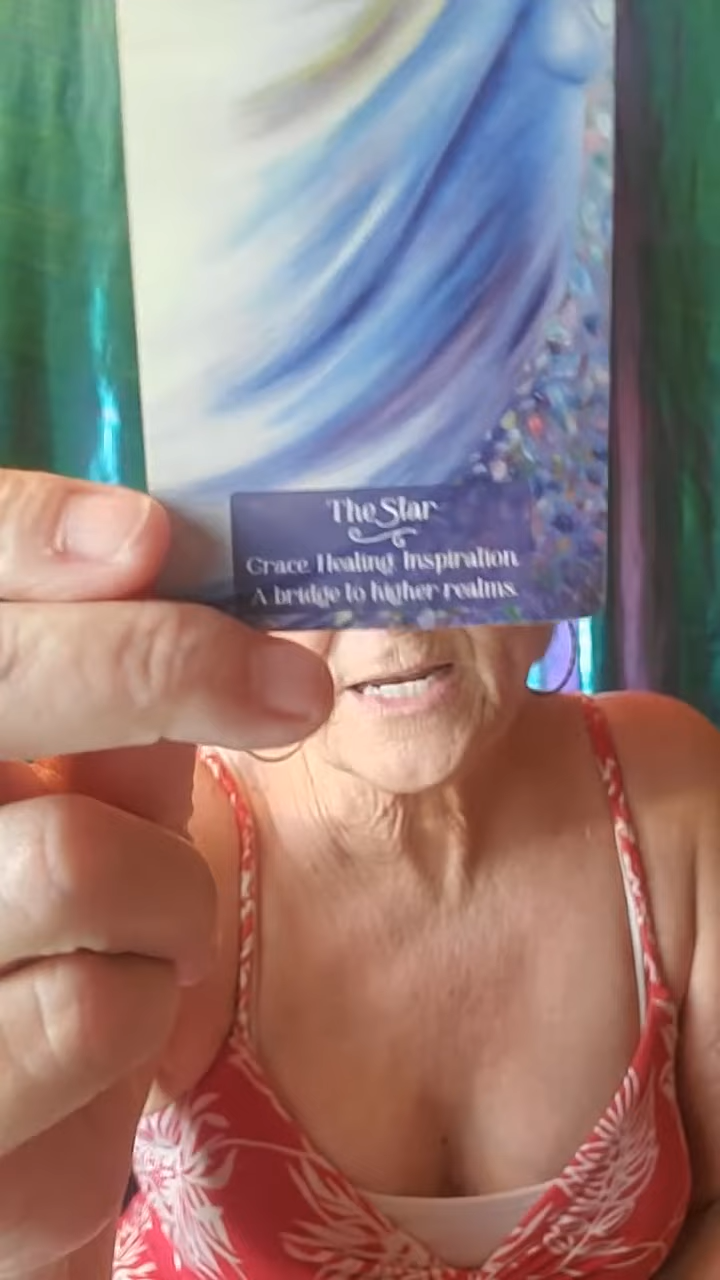 The Star
Grace Healing Inspiration
A bridge to higher realms.